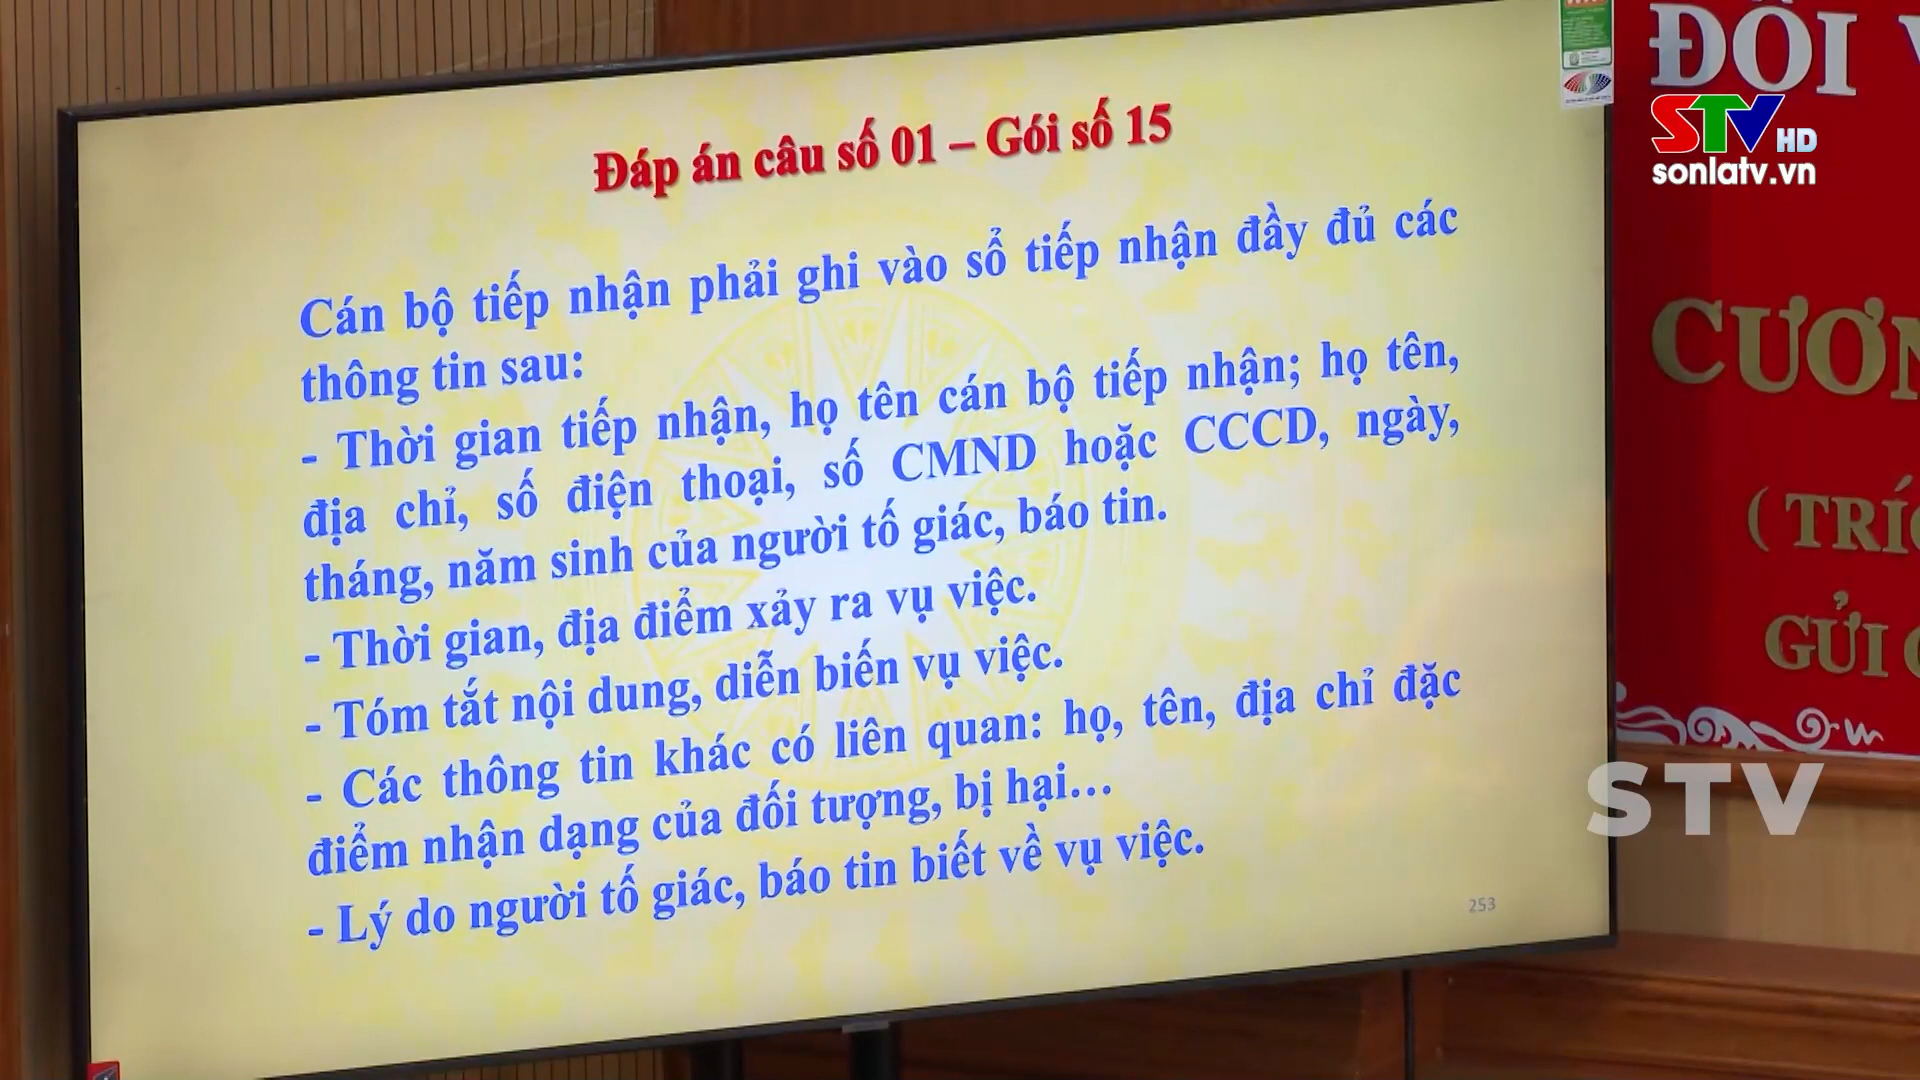 Đáp án câu số 01 – Gói số 15
Cán bộ tiếp nhận phải ghi vào sổ tiếp nhận đầy đủ các
thông tin sau:
- Thời gian tiếp nhận, họ tên cán bộ tiếp nhận; họ tên,
địa chỉ, số điện thoại, số CMND hoặc CCCD, ngày,
tháng, năm sinh của người tố giác, báo tin.
- Thời gian, địa điểm xảy ra vụ việc.
- Tóm tắt nội dung, diễn biến vụ việc.
- Các thông tin khác có liên quan: họ, tên, địa chỉ đặc
điểm nhận dạng của đối tượng, bị hại...
- Lý do người tố giác, báo tin biết về vụ việc.
253
ĐỐI
STV HD
sonlatv.vn
CƯƠN
( TRÍC
GỬI
STV